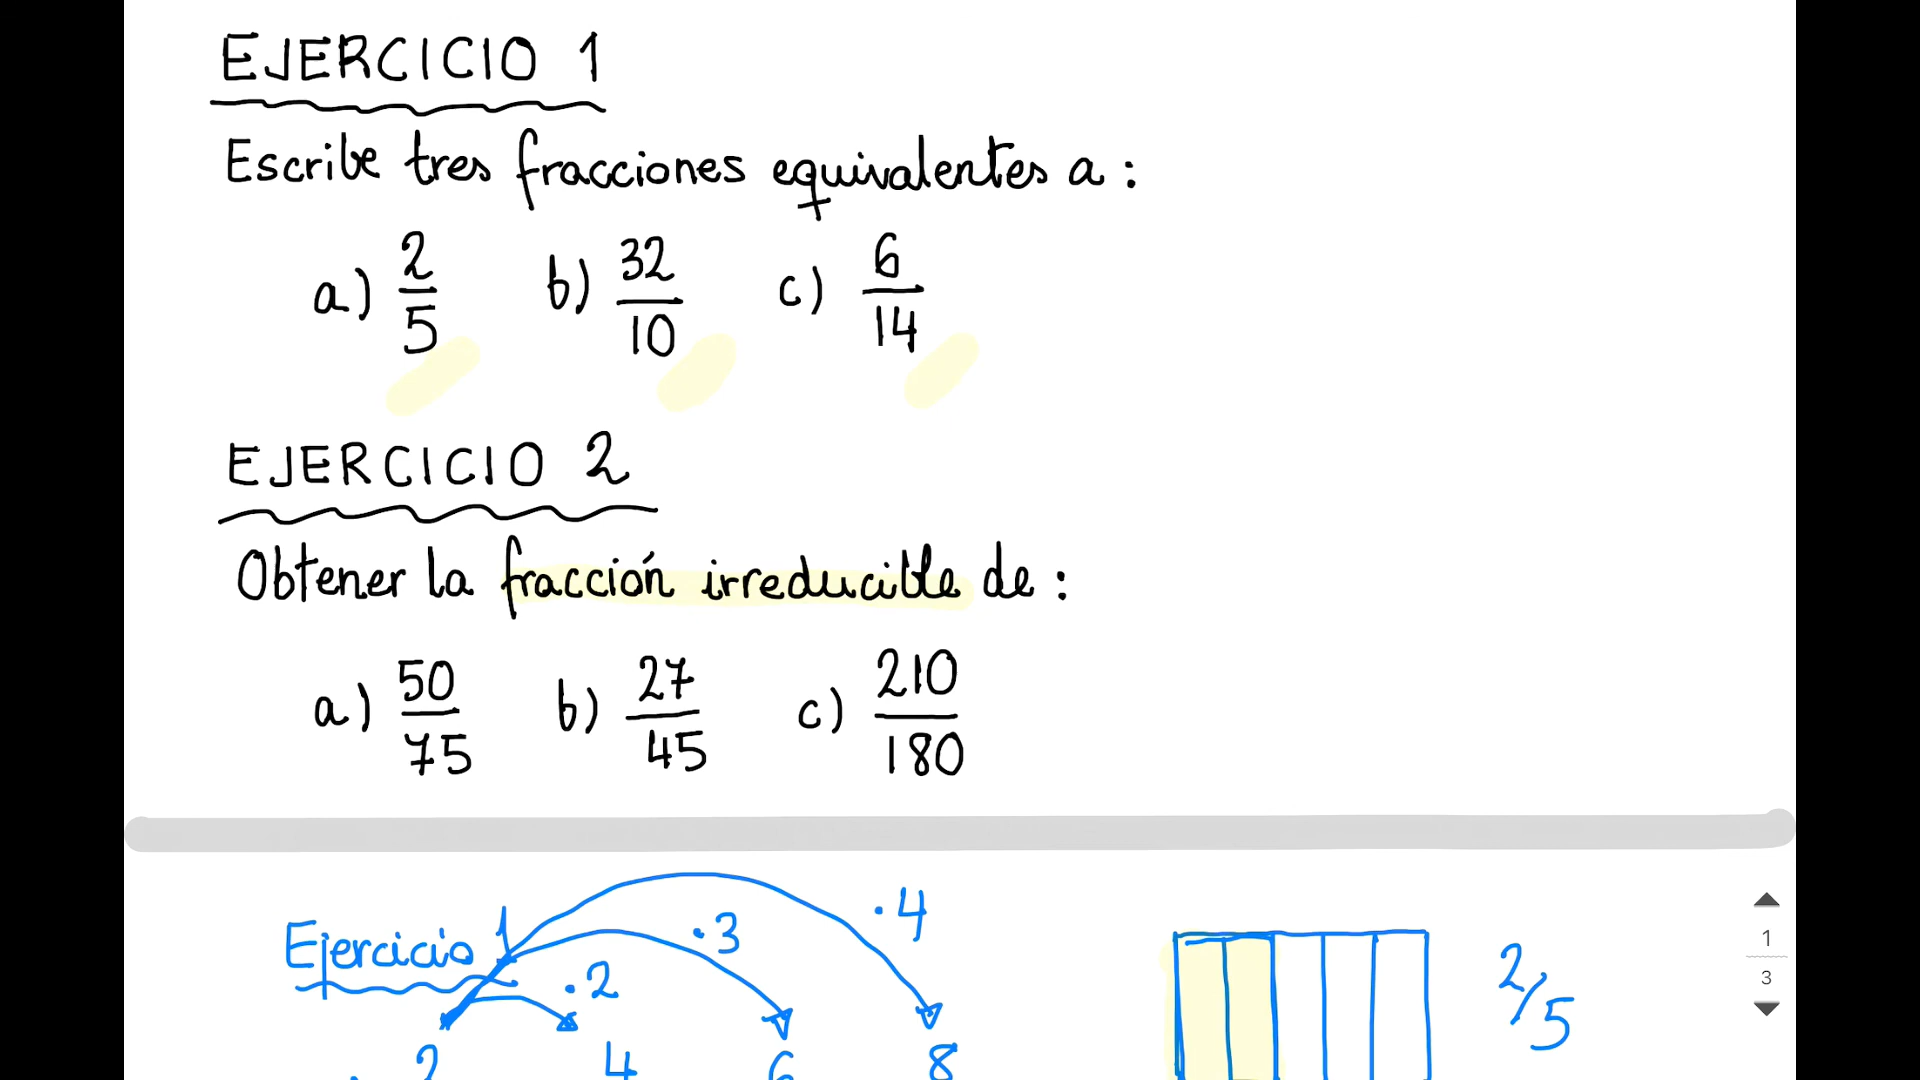 EJERCICIO 1
Escribe tres fracciones equivalentes a :
a) 2/5 b) 32/10 c) 6/14
EJERCICIO 2
Obtener la fracción irreducible de :
a) 50/75 b) 27/45 c) 210/180
Ejercicio 1
·2 ·3 ·4
2 4 6 8
2/5
1
3